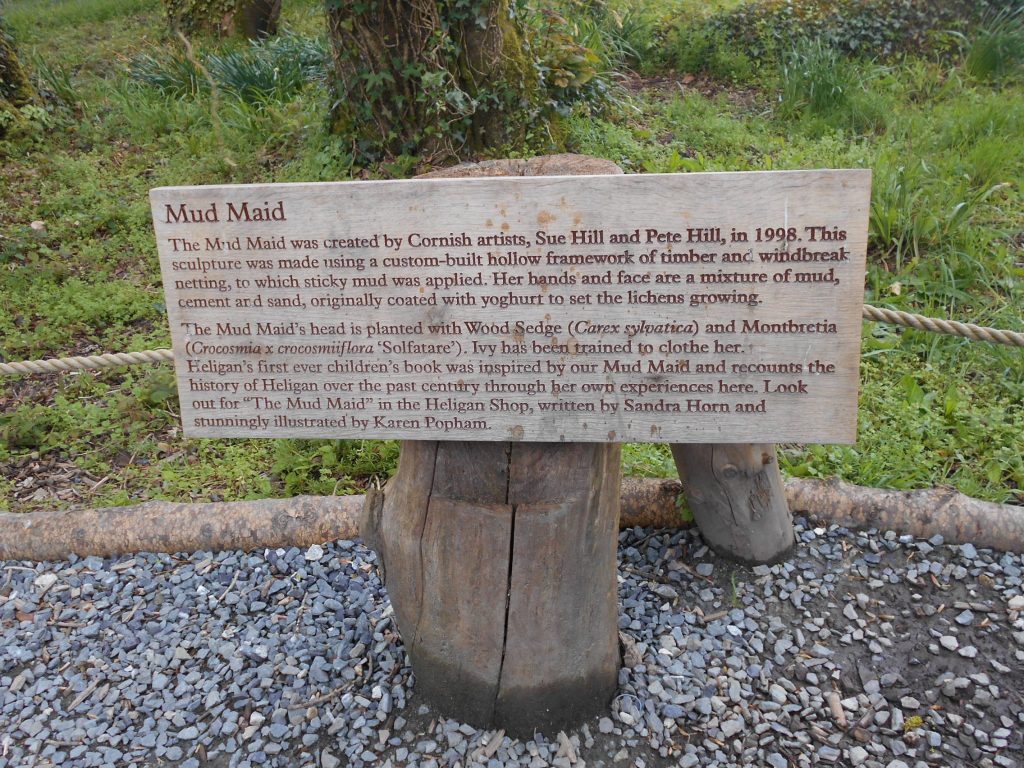 Mud Maid
The Mud Maid was created by Cornish artists, Sue Hill and Pete Hill, in 1998. This
sculpture was made using a custom-built hollow framework of timber and windbreak
netting, to which sticky mud was applied. Her hands and face are a mixture of mud,
cement and sand, originally coated with yoghurt to set the lichens growing.
The Mud Maid's head is planted with Wood Sedge (Carex sylvatica) and Montbretia
(Crocosmia x crocosmiiflora 'Solfatare'). Ivy has been trained to clothe her.
Heligan's first ever children's book was inspired by our Mud Maid and recounts the
history of Heligan over the past century through her own experiences here. Look
out for "The Mud Maid" in the Heligan Shop, written by Sandra Horn and
stunningly illustrated by Karen Popham.